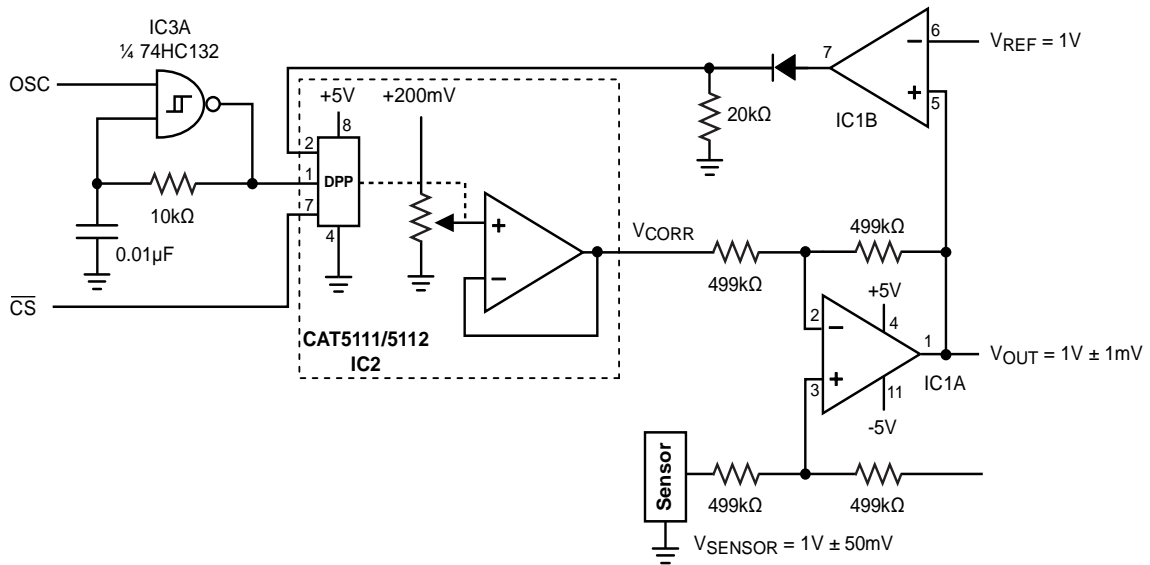 IC3A
¼ 74HC132
OSC
10kΩ
0.01µF
CS
+5V
+200mV
8
2
1
7
4
DPP
CAT5111/5112
IC2
+
−
VCORR
499kΩ
499kΩ
20kΩ
7
−
6
+
5
IC1B
VREF = 1V
+5V
2
−
4
1
3
+
11
-5V
IC1A
VOUT = 1V ± 1mV
Sensor
499kΩ
499kΩ
VSENSOR = 1V ± 50mV